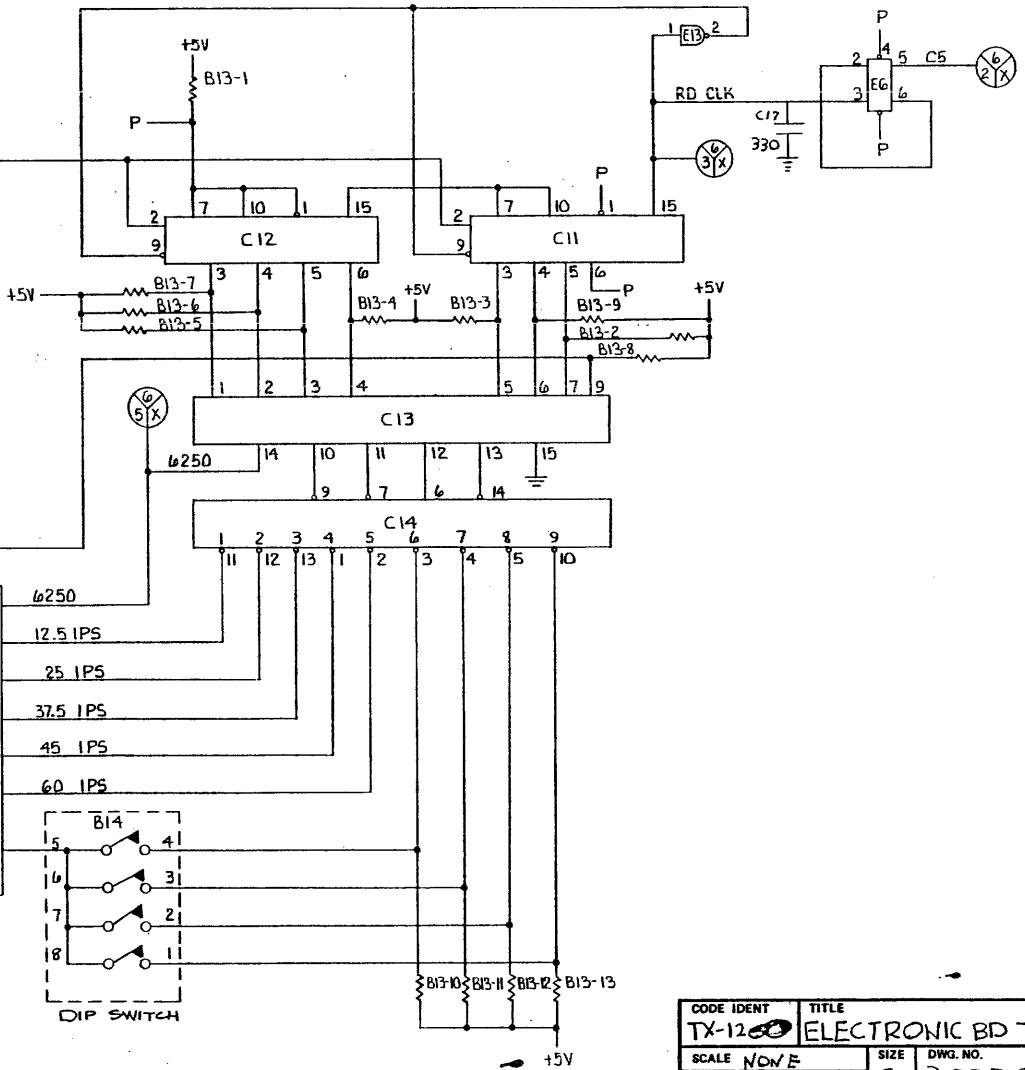 1 E13 2
+5V
B13-1
P
P
4
2 E6 5 C5
6 2 X
RD CLK
3 6
C17
330
P
6 3 X
P
7 10 1 15
2
9
C12
7 10 1 15
2
9
C11
3 4 5 6
3 4 5 6
P
+5V
B13-7
B13-6
B13-5
B13-4
+5V
B13-3
B13-9
B13-2
B13-8
+5V
1 2 3 4 5 6 7 9
C13
6 5 X
6250
14 10 11 12 13 15
9 7 6 14
C14
1 2 3 4 5 6 7 8 9
11 12 13 1 2 3 4 5 10
6250
12.5 IPS
25 IPS
37.5 IPS
45 IPS
60 IPS
B14
5 4
6 3
7 2
8 1
DIP SWITCH
B13-10 B13-11 B13-12 B13-13
+5V
CODE IDENT TITLE
TX-12 ELECTRONIC BD
SCALE NONE SIZE DWG. NO.